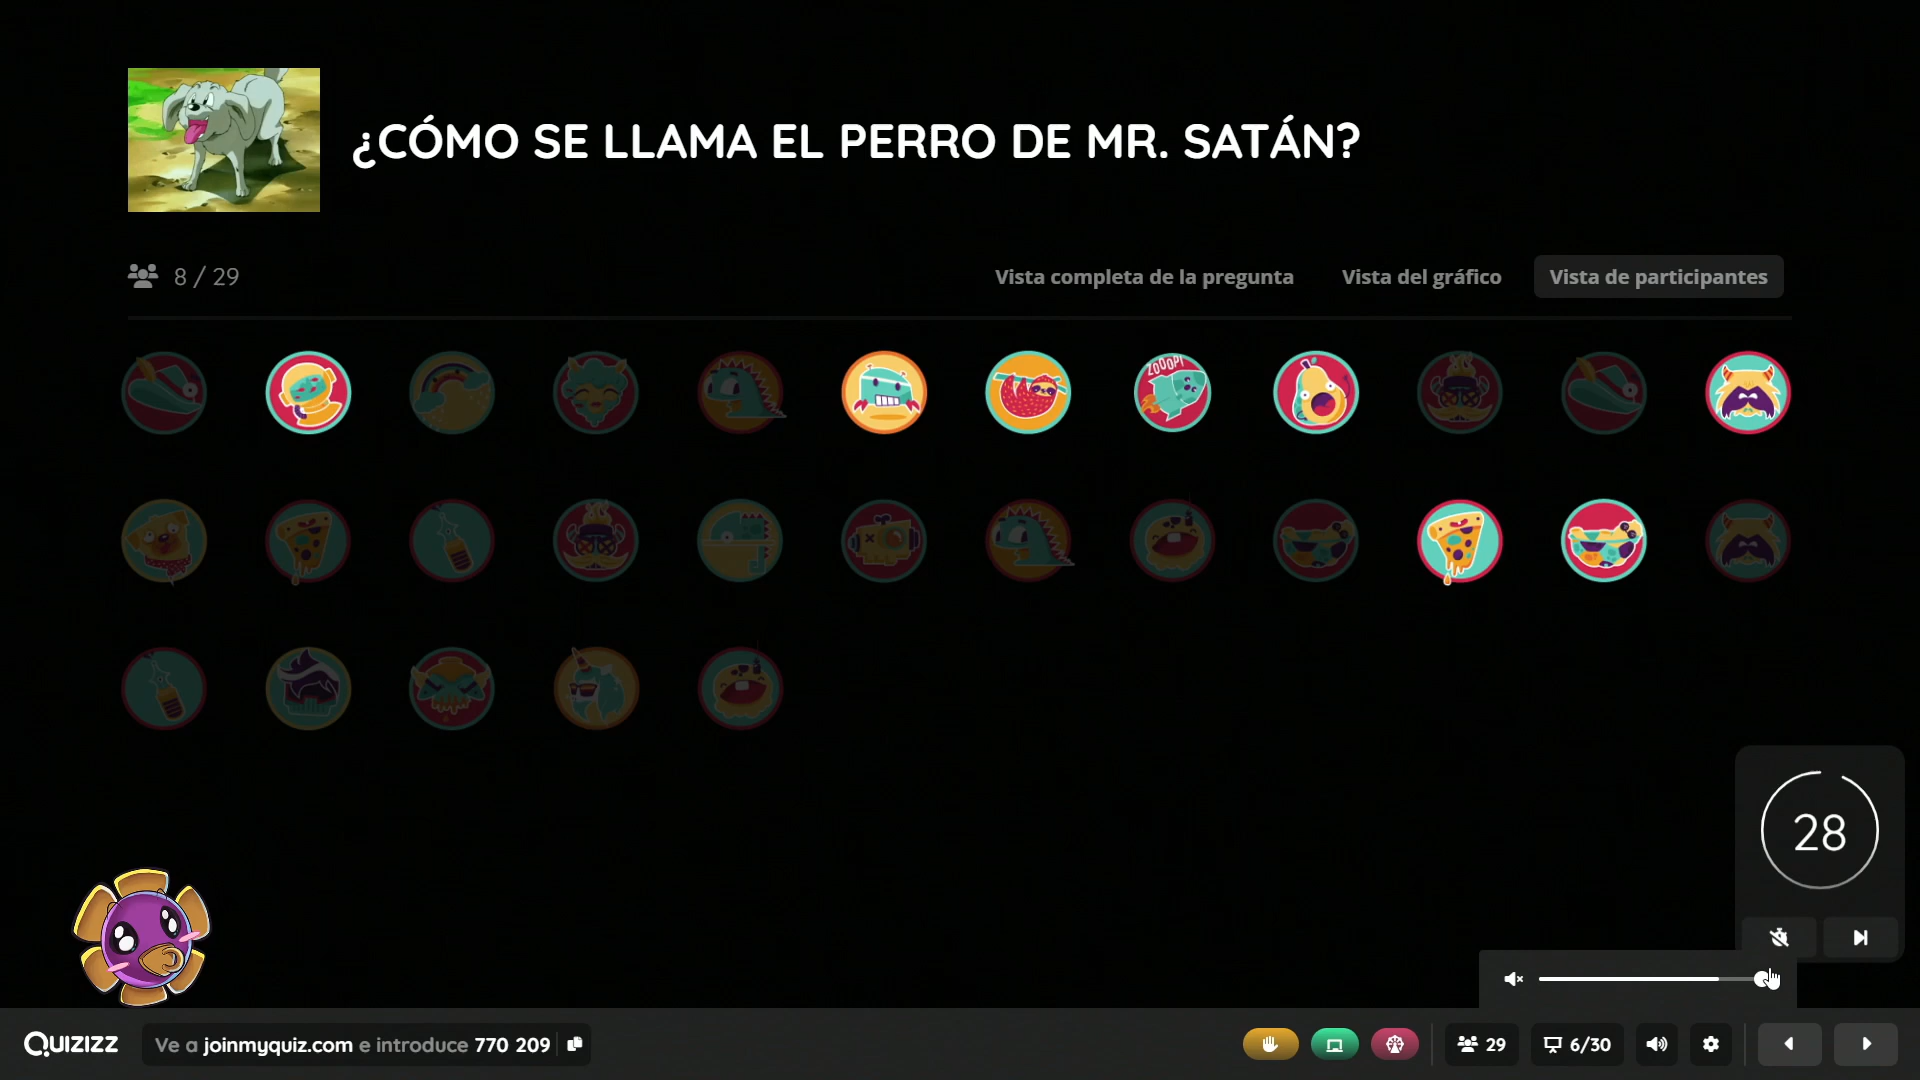 ¿CÓMO SE LLAMA EL PERRO DE MR. SATÁN?
8 / 29
Vista completa de la pregunta
Vista del gráfico
Vista de participantes
ZOOOP!
28
QUIZIZZ
Ve a joinmyquiz.com e introduce 770 209
29
6/30